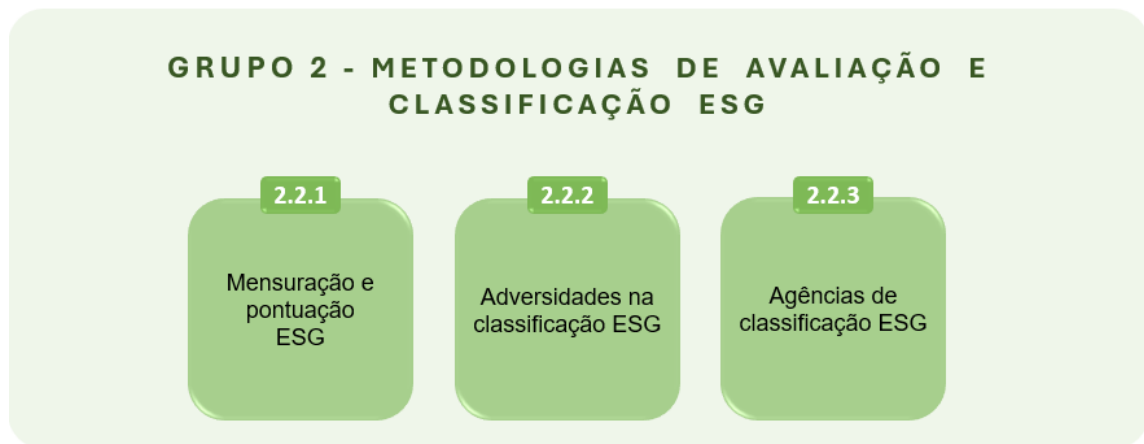 GRUPO 2 - METODOLOGIAS DE AVALIAÇÃO E
CLASSIFICAÇÃO ESG
2.2.1
Mensuração e
pontuação
ESG
2.2.2
Adversidades na
classificação ESG
2.2.3
Agências de
classificação ESG